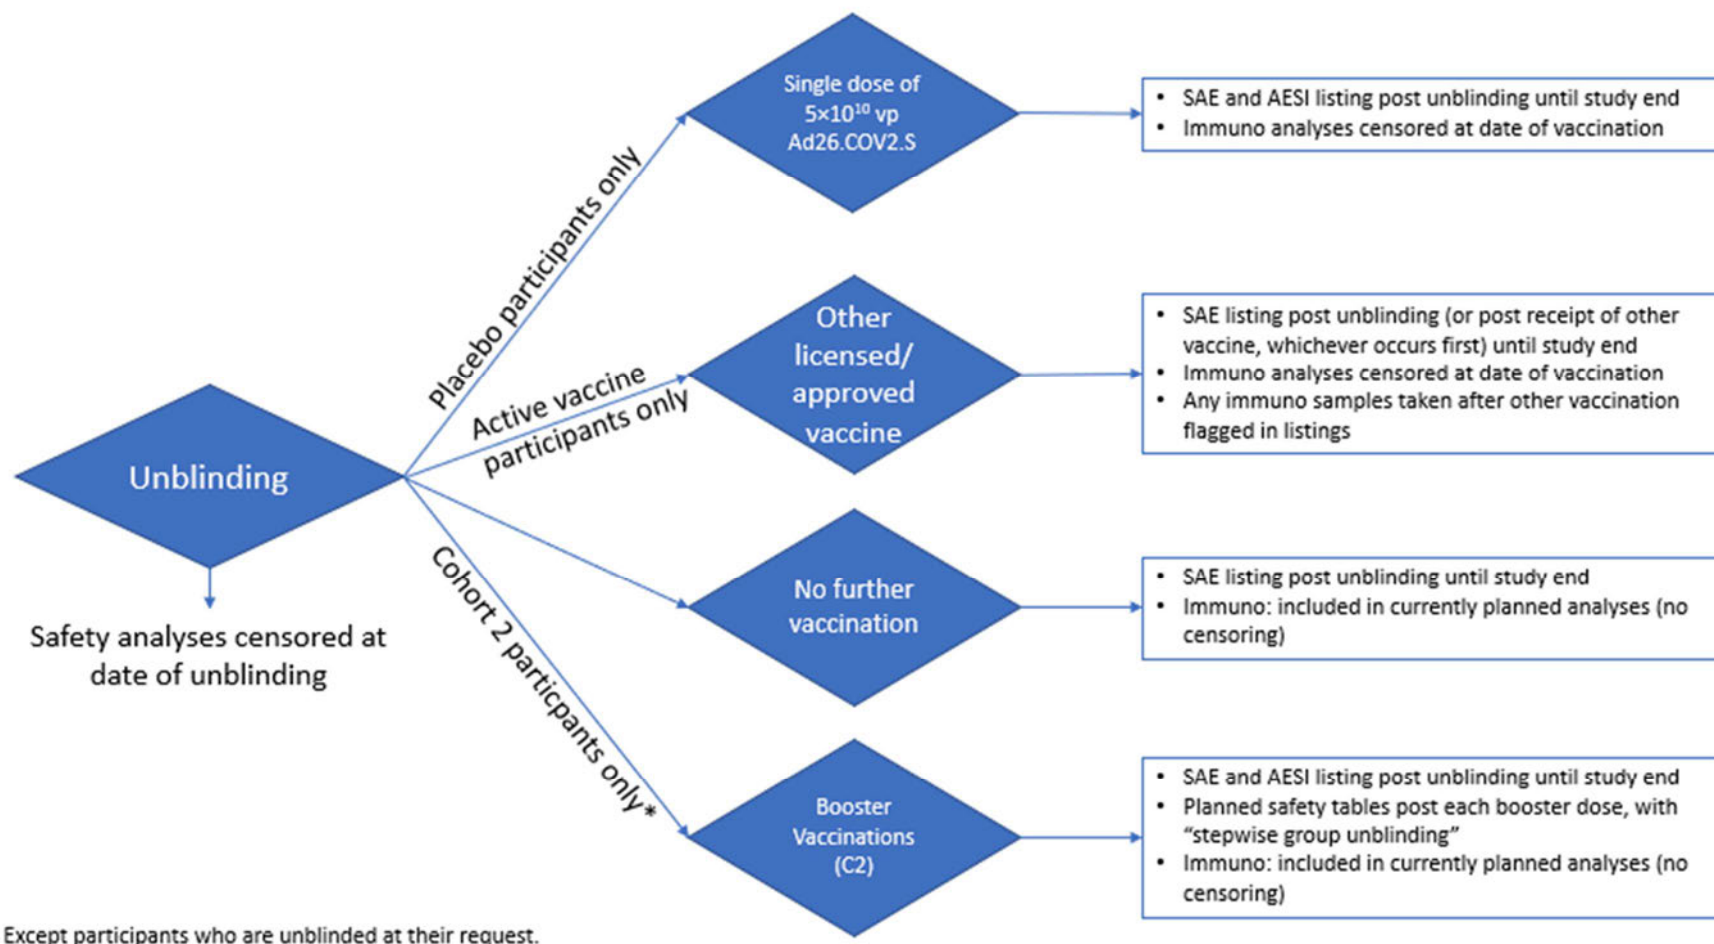 Single dose of
5×10¹⁰ vp
Ad26.COV2.S
• SAE and AESI listing post unblinding until study end
• Immuno analyses censored at date of vaccination
Placebo participants only
Other
licensed/
approved
vaccine
• SAE listing post unblinding (or post receipt of other
vaccine, whichever occurs first) until study end
• Immuno analyses censored at date of vaccination
• Any immuno samples taken after other vaccination
flagged in listings
Active vaccine
participants only
Unblinding
Safety analyses censored at
date of unblinding
No further
vaccination
• SAE listing post unblinding until study end
• Immuno: included in currently planned analyses (no
censoring)
Cohort 2 particpants only*
Booster
Vaccinations
(C2)
• SAE and AESI listing post unblinding until study end
• Planned safety tables post each booster dose, with
“stepwise group unblinding”
• Immuno: included in currently planned analyses (no
censoring)
Except participants who are unblinded at their request.